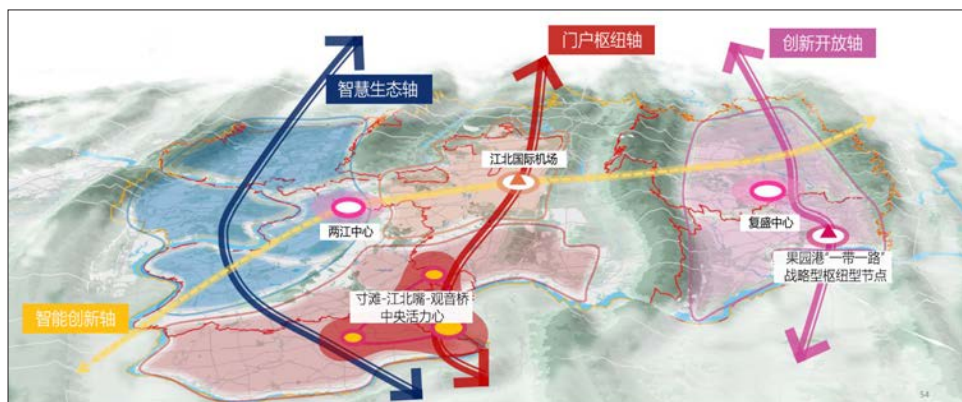 门户枢纽轴
创新开放轴
智慧生态轴
江北国际机场
两江中心
复盛中心
果园港“一带一路”
战略型枢纽型节点
寸滩-江北嘴-观音桥
中央活力心
智能创新轴
54